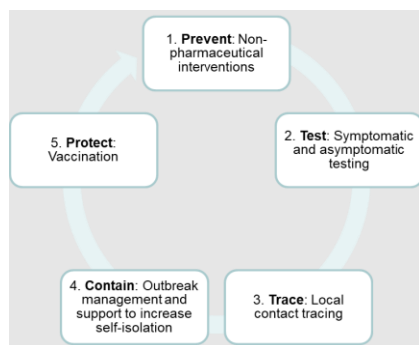 1. Prevent: Non-
pharmaceutical
interventions
2. Test: Symptomatic
and asymptomatic
testing
3. Trace: Local
contact tracing
4. Contain: Outbreak
management and
support to increase
self-isolation
5. Protect:
Vaccination